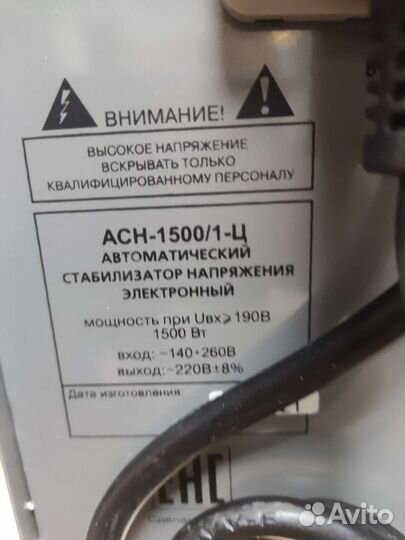 ВНИМАНИЕ!
ВЫСОКОЕ НАПРЯЖЕНИЕ
ВСКРЫВАТЬ ТОЛЬКО
КВАЛИФИЦИРОВАННОМУ ПЕРСОНАЛУ
АСН-1500/1-Ц
АВТОМАТИЧЕСКИЙ
СТАБИЛИЗАТОР НАПРЯЖЕНИЯ
ЭЛЕКТРОННЫЙ
мощность при Uвх⩾190В
1500 Вт
вход: ~140÷260В
выход:~220В±8%
Дата изготовления
EAC
Avito